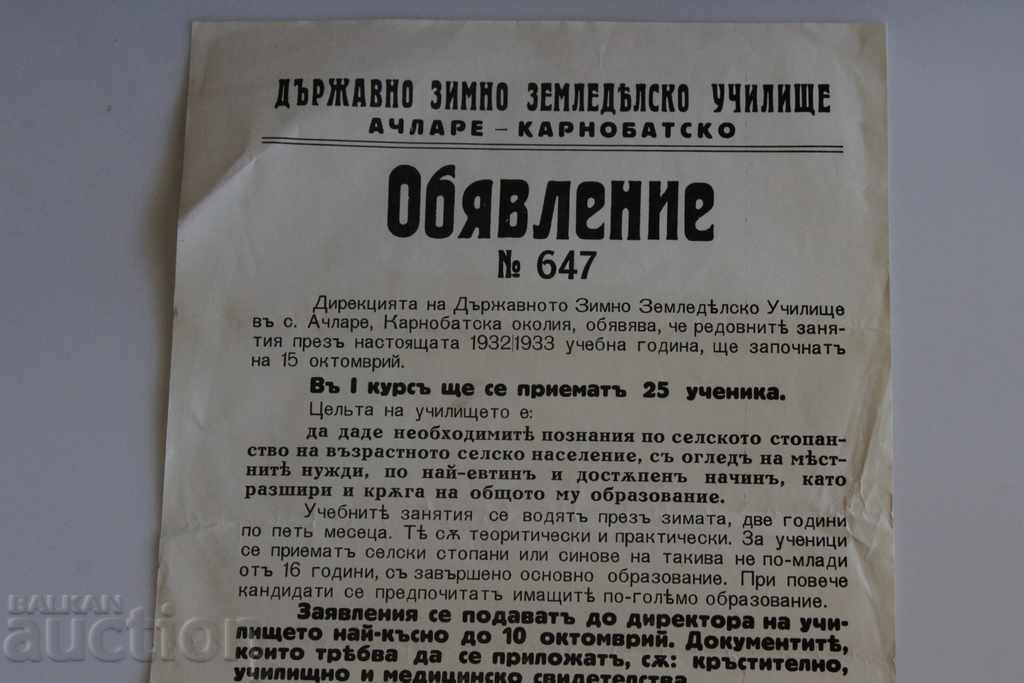 ДЪРЖАВНО ЗИМНО ЗЕМЛЕДѢЛСКО УЧИЛИЩЕ
АЧЛАРЕ – КАРНОБАТСКО
Обявление
№ 647
Дирекцията на Държавното Зимно Земледѣлско Училище
въ с. Ачларе, Карнобатска околия, обявява, че редовнитѣ заня-
тия презъ настоящата 1932|1933 учебна година, ще започнатъ
на 15 октомврий.
Въ I курсъ ще се приематъ 25 ученика.
Цельта на училището е:
да даде необходимитѣ познания по селското стопан-
ство на възрастното селско население, съ огледъ на мѣст-
нитѣ нужди, по най-евтинъ и достѫпенъ начинъ, като
разшири и крѫга на общото му образование.
Учебнитѣ занятия се водятъ презъ зимата, две години
по петь месеца. Тѣ сѫ теоритически и практически. За ученици
се приематъ селски стопани или синове на такива не по-млади
отъ 16 години, съ завършено основно образование. При повече
кандидати се предпочитатъ имащитѣ по-голѣмо образование.
Заявления се подаватъ до директора на учи-
лището най-късно до 10 октомврий. Документитѣ,
които трѣбва да се приложатъ, сѫ: кръстително,
училищно и медицинско свидетелства.
BALKAN
auction